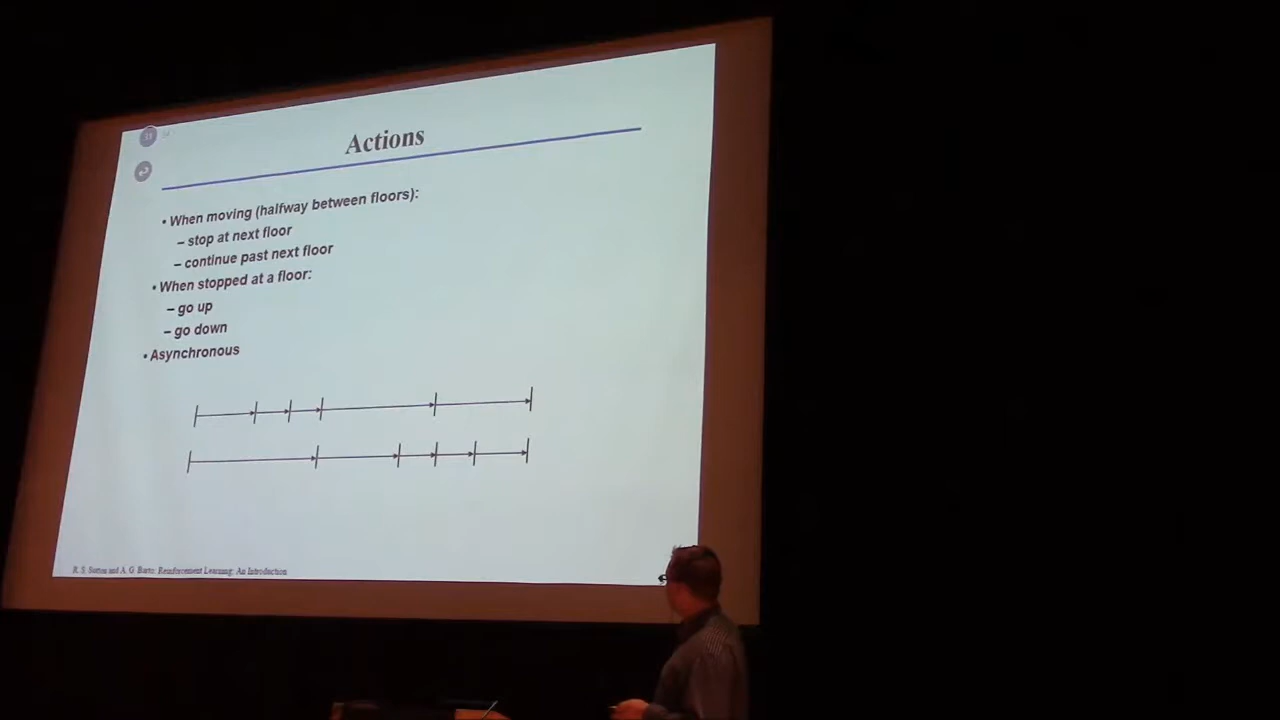 Actions
• When moving (halfway between floors):
– stop at next floor
– continue past next floor
• When stopped at a floor:
– go up
– go down
• Asynchronous
R. S. Sutton and A. G. Barto: Reinforcement Learning: An Introduction